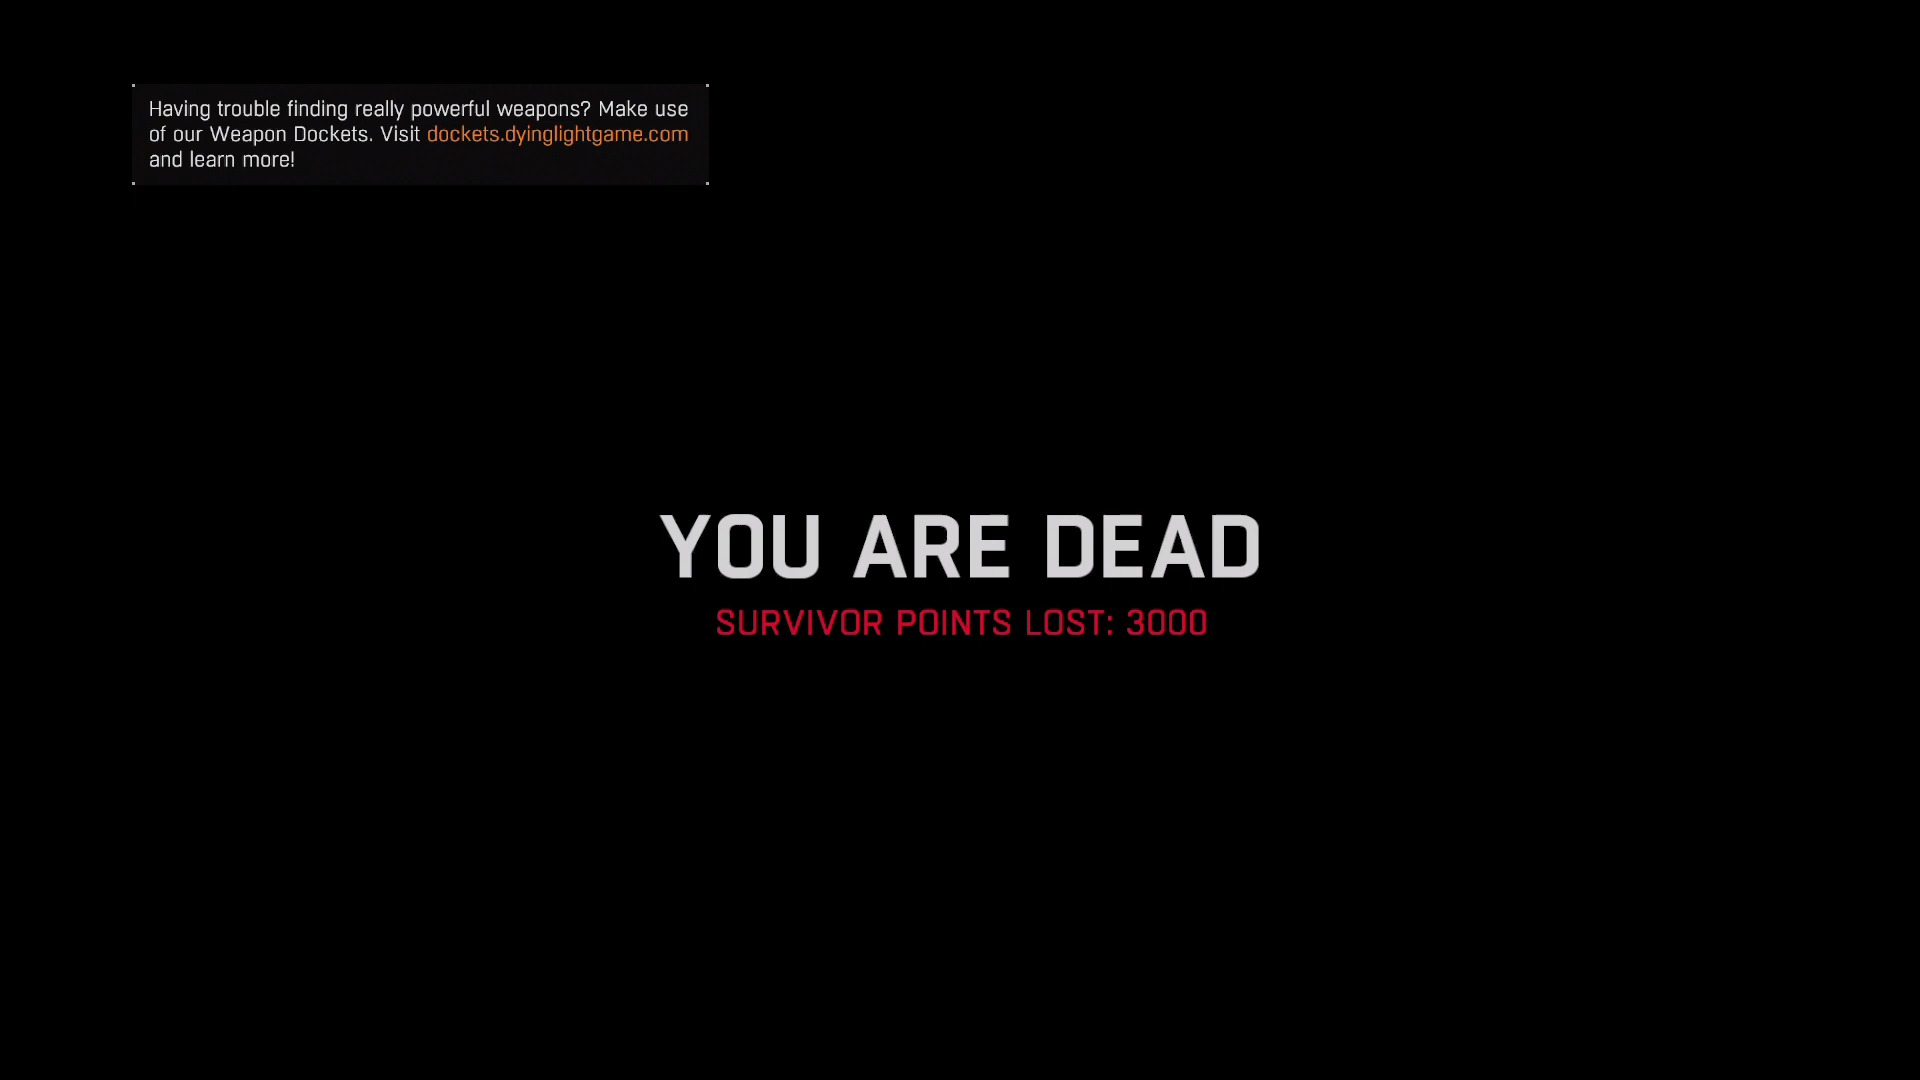 Having trouble finding really powerful weapons? Make use
of our Weapon Dockets. Visit dockets.dyinglightgame.com
and learn more!
YOU ARE DEAD
SURVIVOR POINTS LOST: 3000